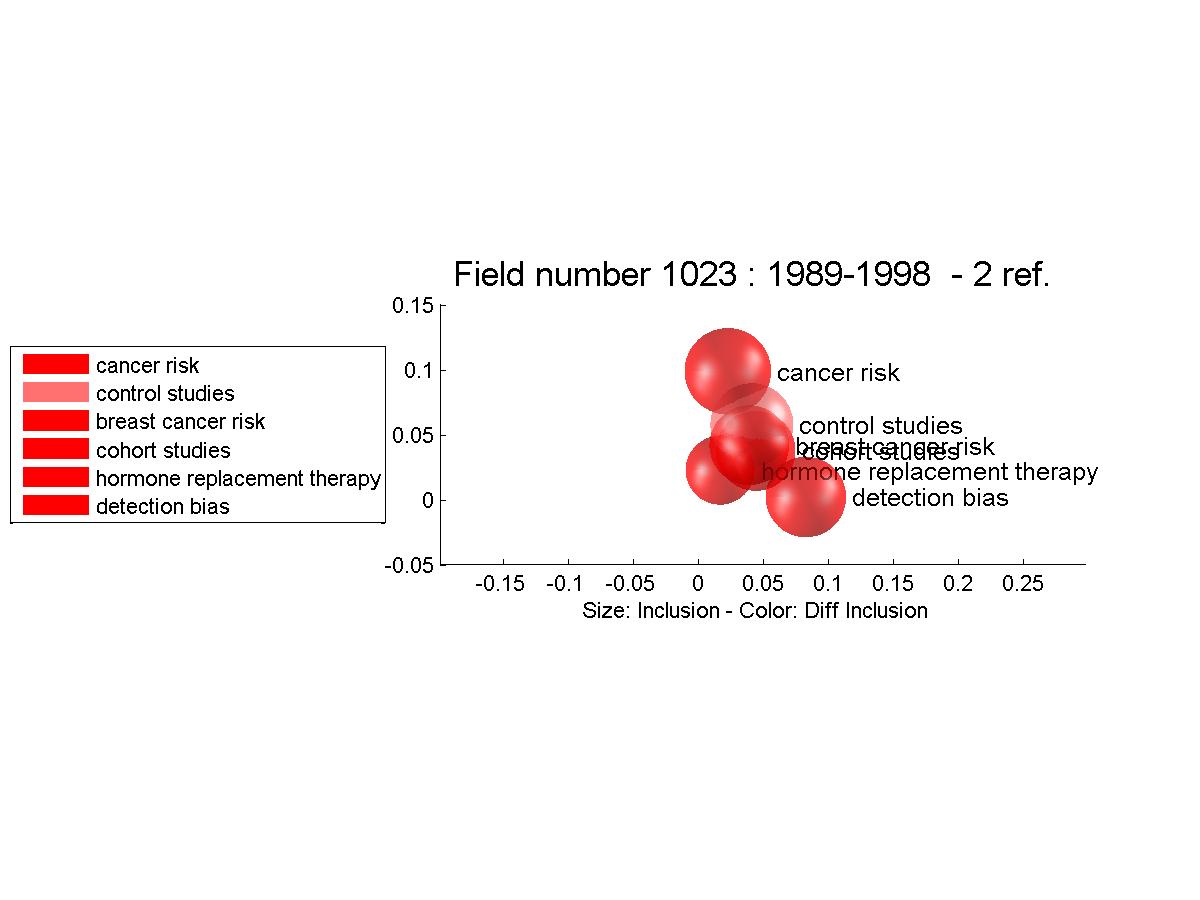 Field number 1023 : 1989-1998 - 2 ref.
cancer risk
control studies
breast cancer risk
cohort studies
hormone replacement therapy
detection bias
0.15
0.1
0.05
0
-0.05
cancer risk
control studies
breast cancer risk
cohort studies
hormone replacement therapy
detection bias
-0.15 -0.1 -0.05 0 0.05 0.1 0.15 0.2 0.25
Size: Inclusion - Color: Diff Inclusion